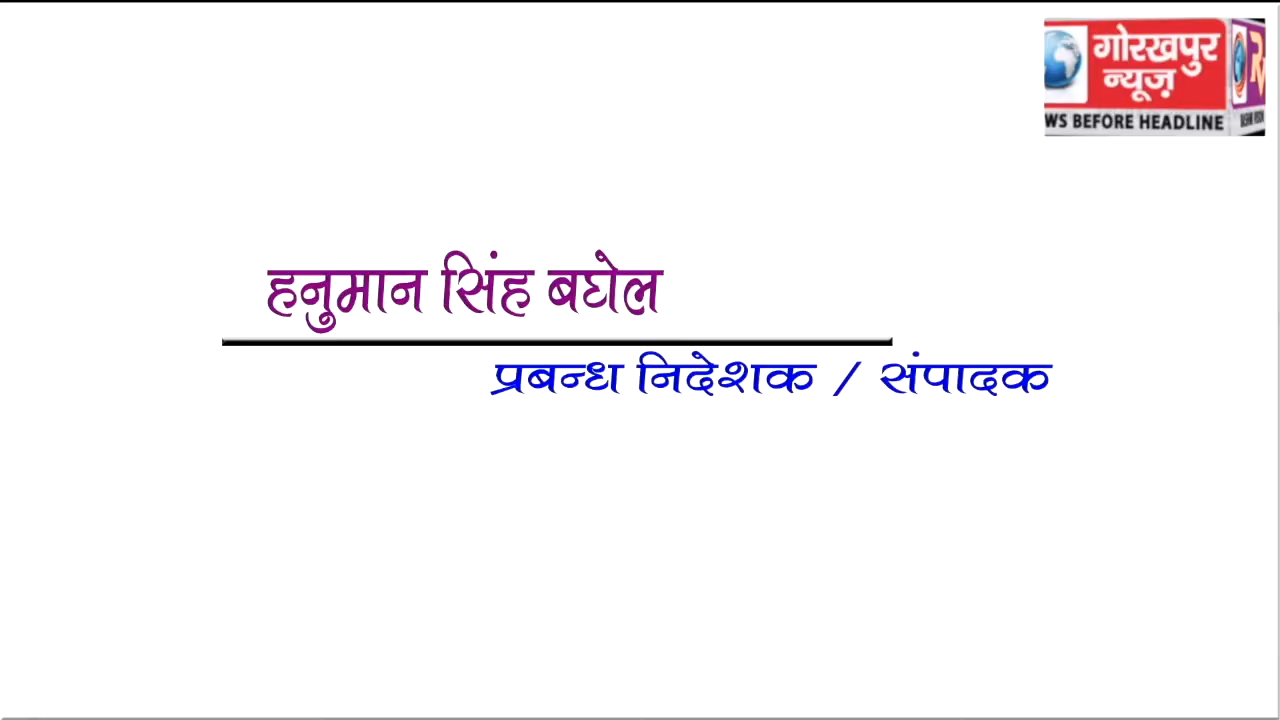 गोरखपुर
न्यूज़
WS BEFORE HEADLINE
हनुमान सिंह बघेल
प्रबन्ध निदेशक / संपादक